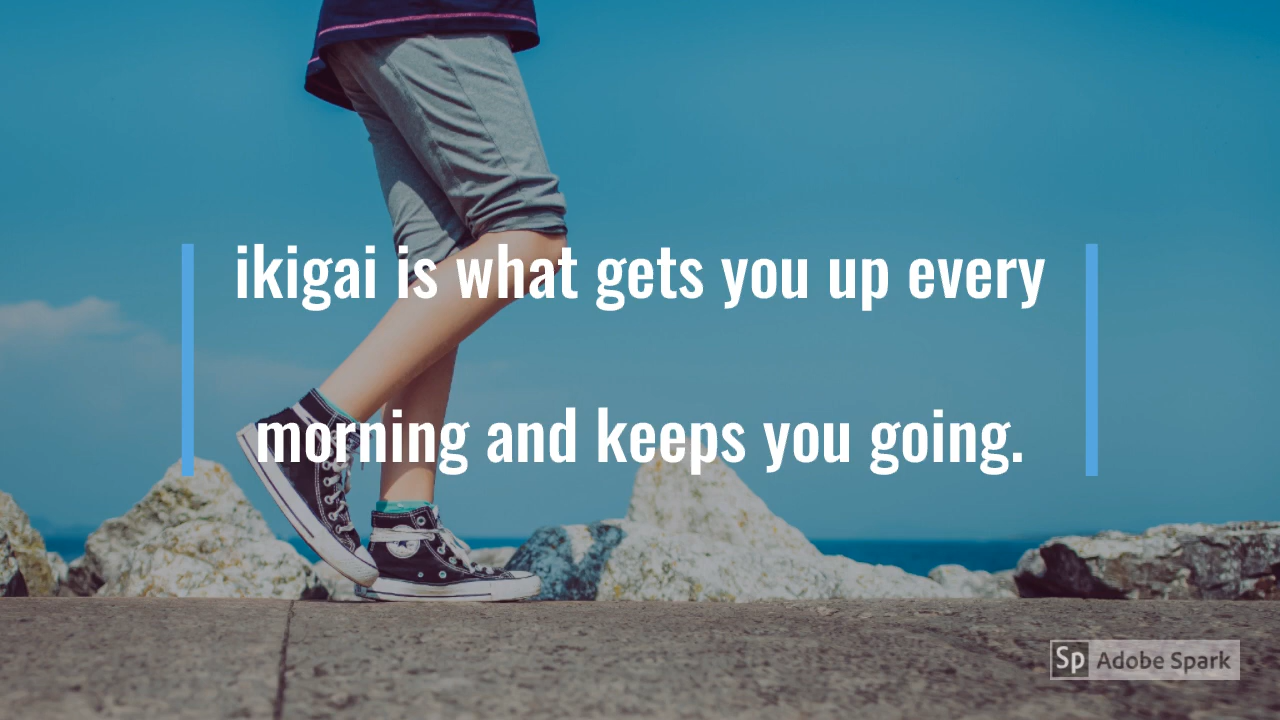 ikigai is what gets you up every
morning and keeps you going.
Sp Adobe Spark